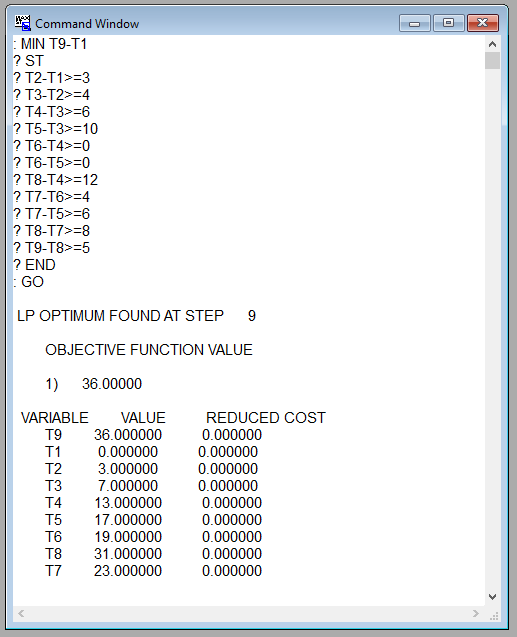 Command Window
: MIN T9-T1
? ST
? T2-T1>=3
? T3-T2>=4
? T4-T3>=6
? T5-T3>=10
? T6-T4>=0
? T6-T5>=0
? T8-T4>=12
? T7-T6>=4
? T7-T5>=6
? T8-T7>=8
? T9-T8>=5
? END
: GO
LP OPTIMUM FOUND AT STEP 9
OBJECTIVE FUNCTION VALUE
1) 36.00000
VARIABLE VALUE REDUCED COST
T9 36.000000 0.000000
T1 0.000000 0.000000
T2 3.000000 0.000000
T3 7.000000 0.000000
T4 13.000000 0.000000
T5 17.000000 0.000000
T6 19.000000 0.000000
T8 31.000000 0.000000
T7 23.000000 0.000000